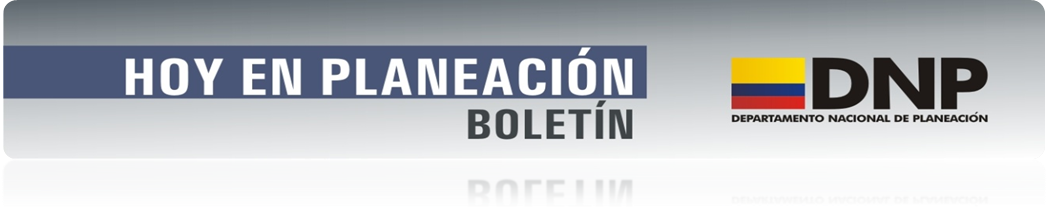 HOY EN PLANEACIÓN
BOLETÍN
DNP
DEPARTAMENTO NACIONAL DE PLANEACIÓN